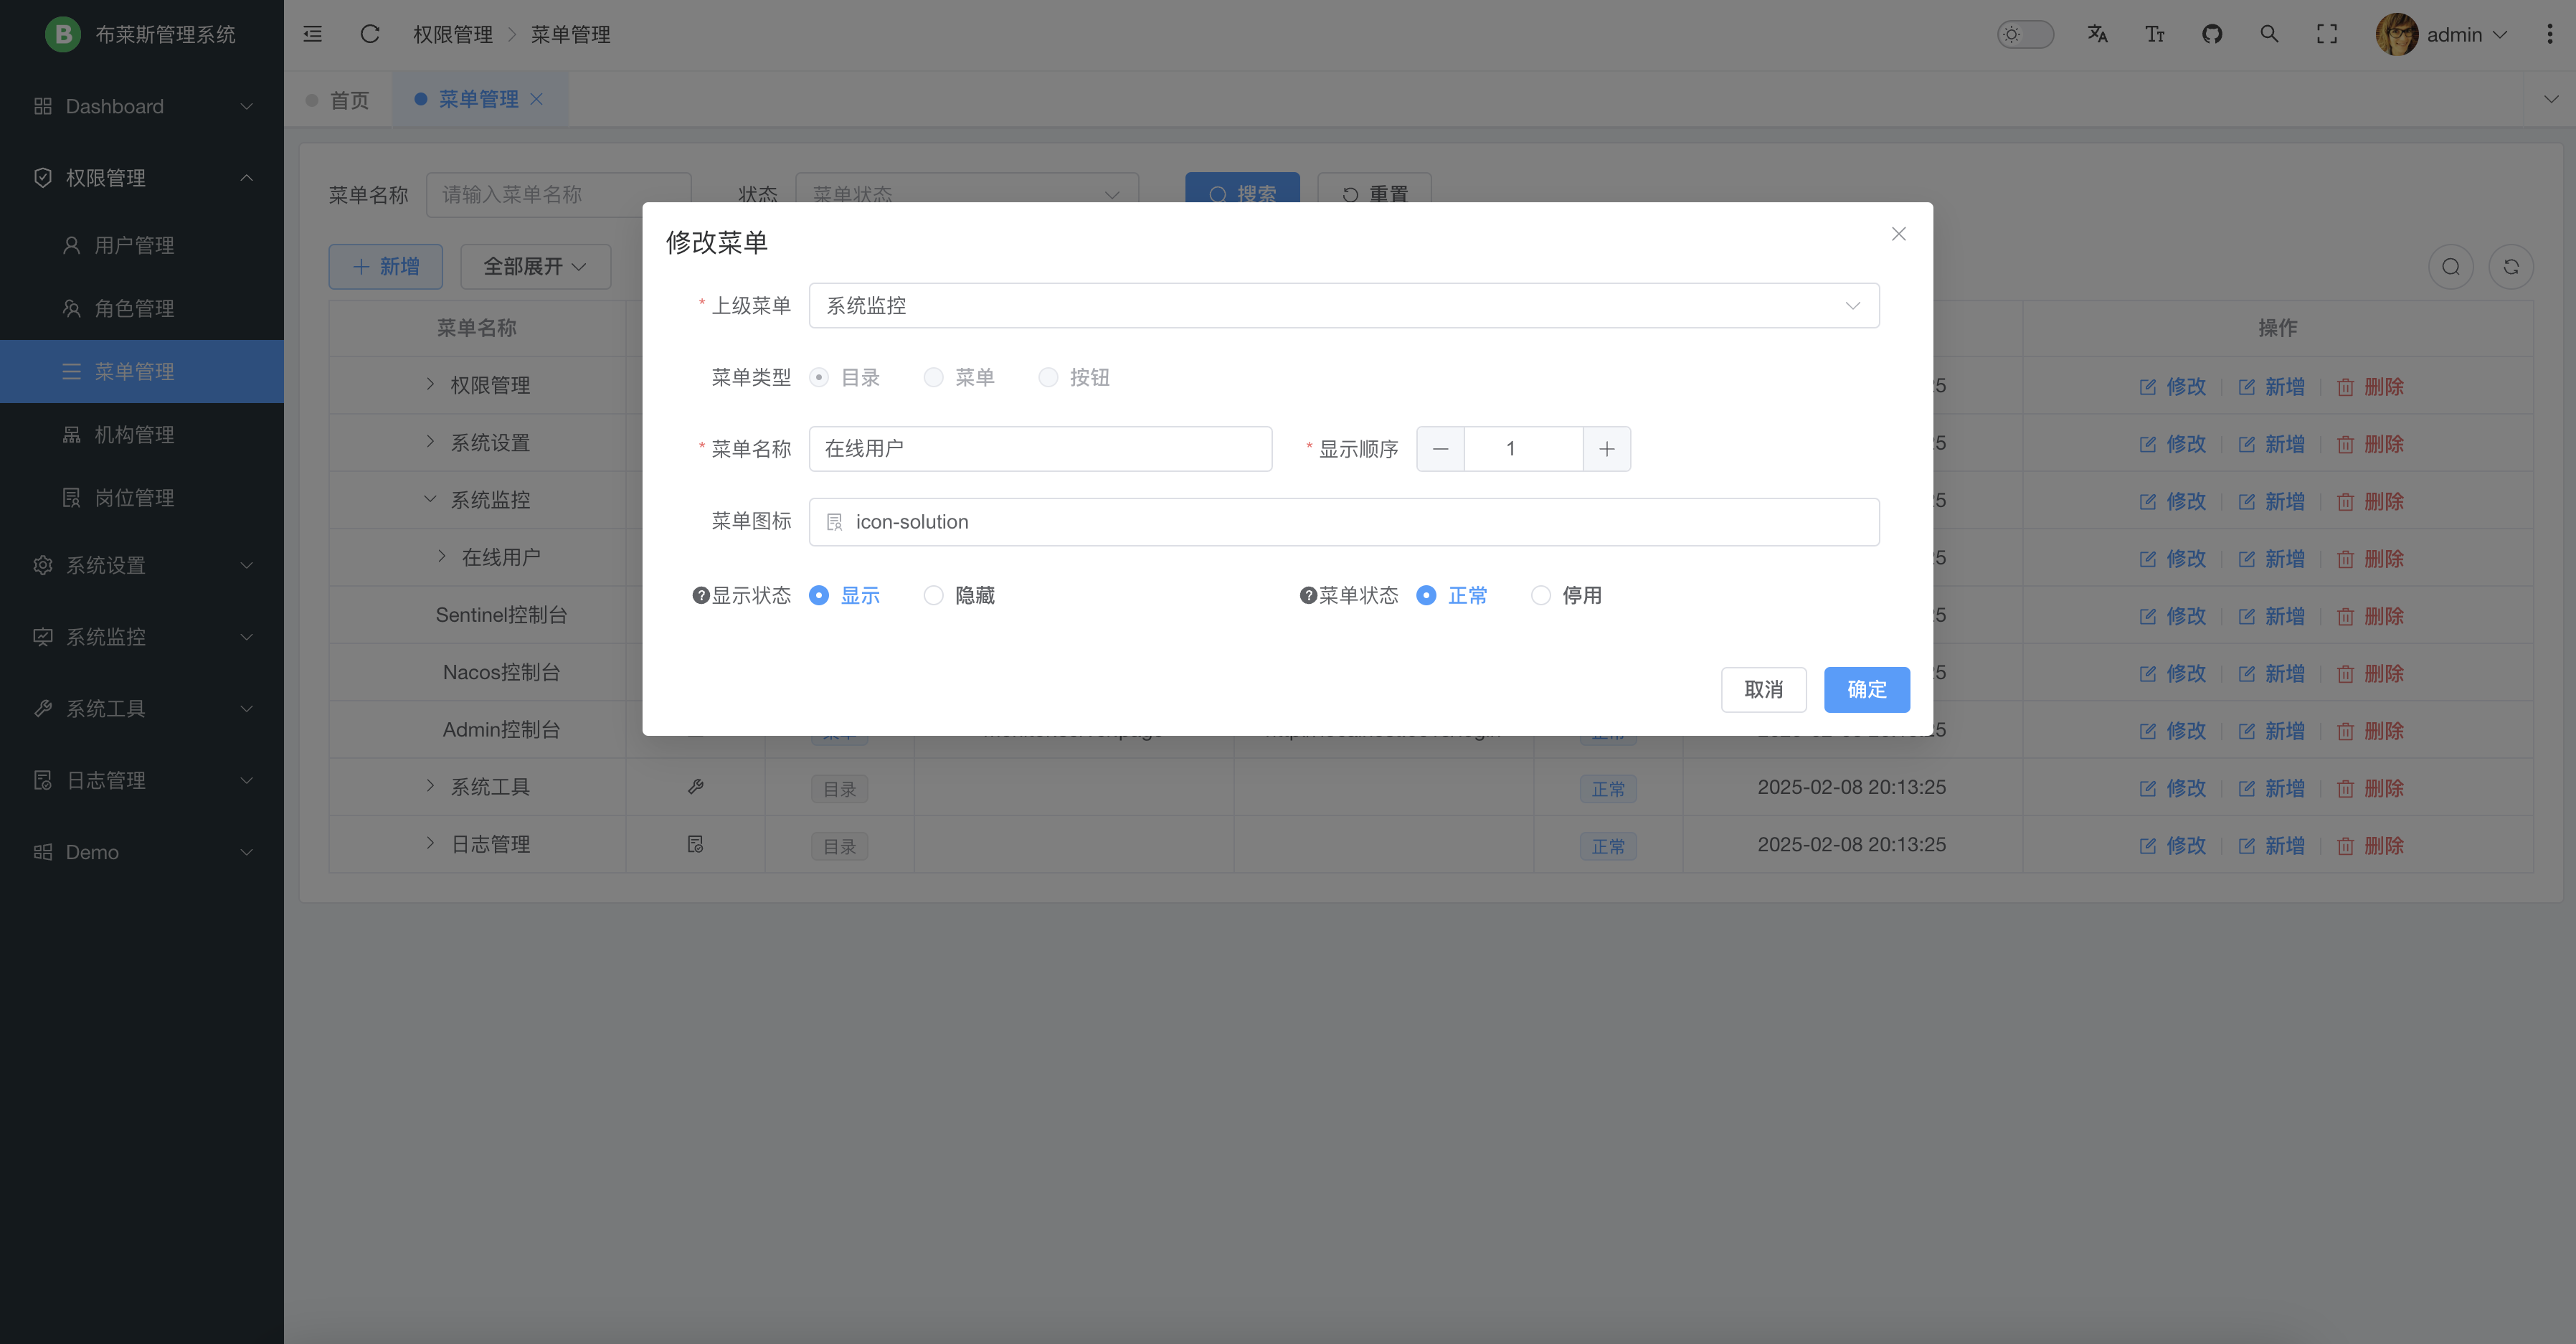 B 布莱斯管理系统
权限管理 > 菜单管理
admin
首页
菜单管理
Dashboard
权限管理
用户管理
角色管理
菜单管理
机构管理
岗位管理
系统设置
系统监控
系统工具
日志管理
Demo
菜单名称 请输入菜单名称 状态 菜单状态 搜索 重置
新增 全部展开
菜单名称 操作
权限管理 5 修改 新增 删除
系统设置 5 修改 新增 删除
系统监控 5 修改 新增 删除
在线用户 5 修改 新增 删除
Sentinel控制台 5 修改 新增 删除
Nacos控制台 5 修改 新增 删除
Admin控制台 菜单 正常 2025-02-08 20:13:25 修改 新增 删除
系统工具 目录 正常 2025-02-08 20:13:25 修改 新增 删除
日志管理 目录 正常 2025-02-08 20:13:25 修改 新增 删除
修改菜单
* 上级菜单 系统监控
菜单类型 目录 菜单 按钮
* 菜单名称 在线用户 * 显示顺序 1
菜单图标 icon-solution
显示状态 显示 隐藏 菜单状态 正常 停用
取消 确定